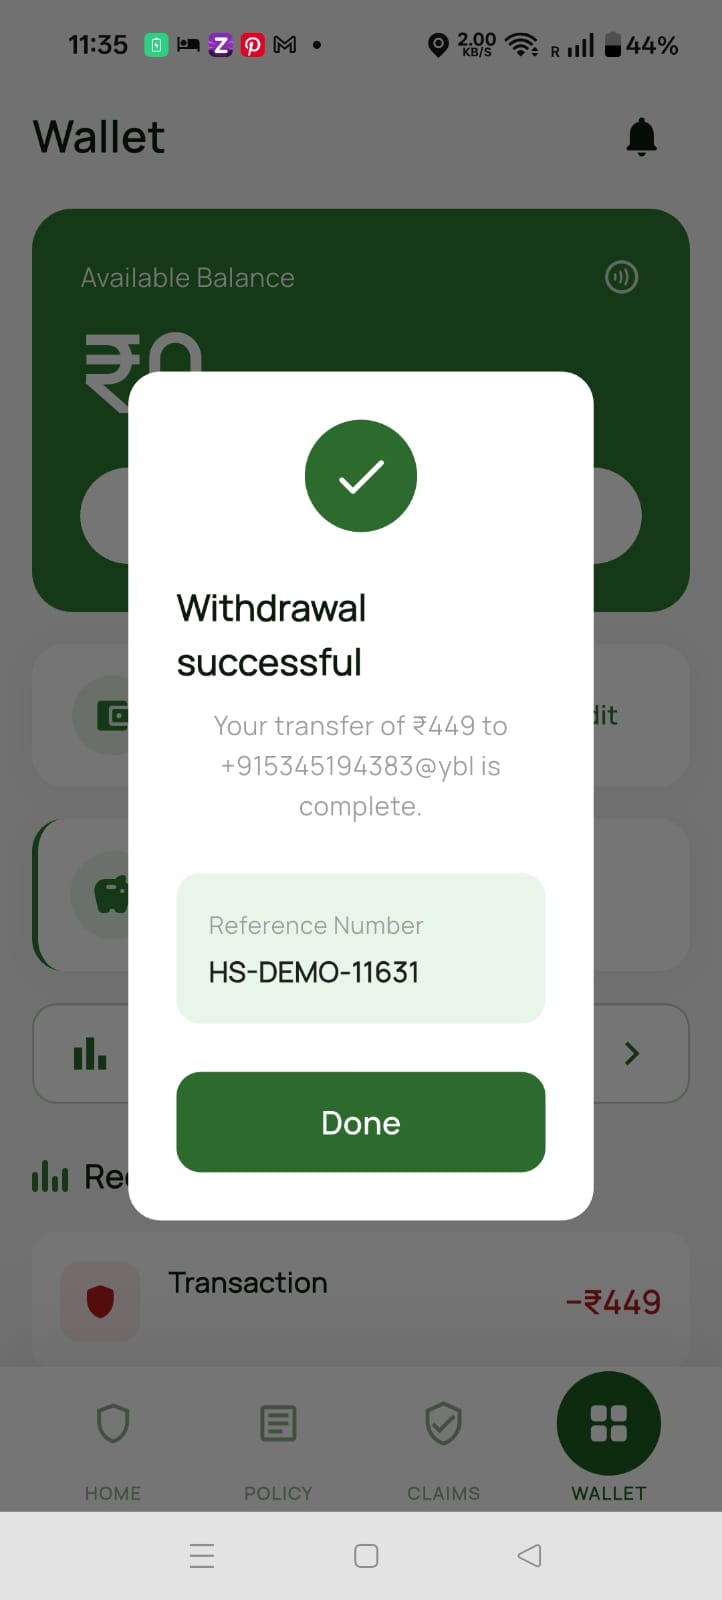 11:35
2.00
KB/S
R
44%
Wallet
Available Balance
₹0
Withdrawal
successful
Your transfer of ₹449 to
+915345194383@ybl is
complete.
Reference Number
HS-DEMO-11631
Done
Transaction
−₹449
HOME
POLICY
CLAIMS
WALLET